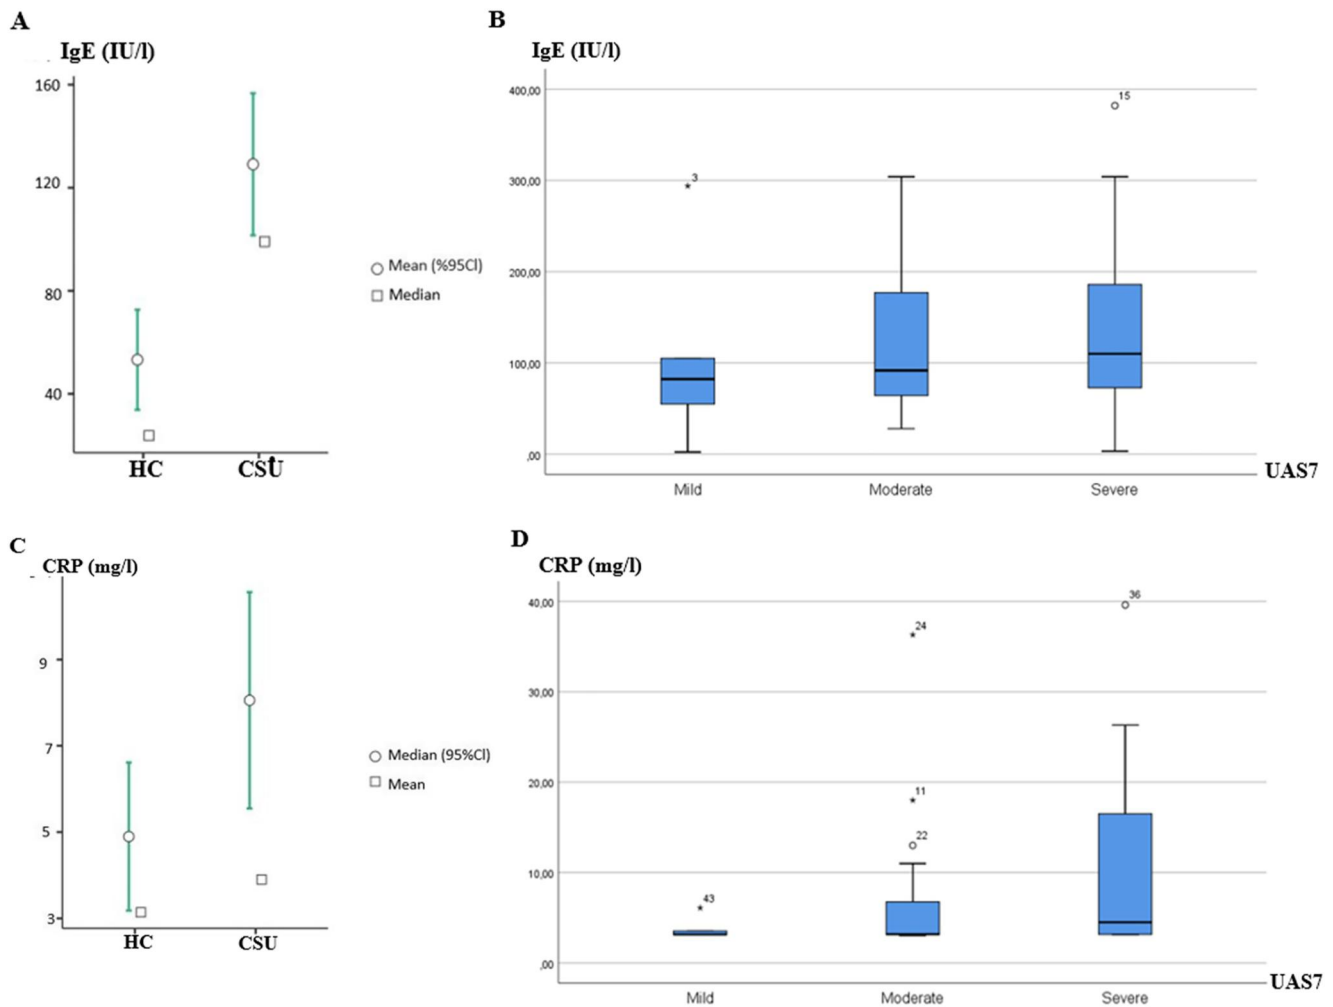 A
IgE (IU/l)
160
120
80
40
HC
CSU
Mean (%95Cl)
Median
B
IgE (IU/l)
400,00
300,00
200,00
100,00
,00
3
15
Mild
Moderate
Severe
UAS7
C
CRP (mg/l)
9
7
5
3
HC
CSU
Median (95%Cl)
Mean
D
CRP (mg/l)
40,00
30,00
20,00
10,00
,00
43
24
11
22
36
Mild
Moderate
Severe
UAS7